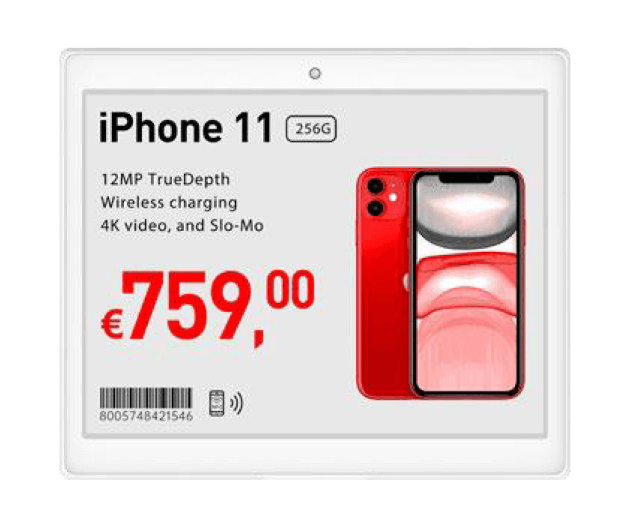 iPhone 11 256G
12MP TrueDepth
Wireless charging
4K video, and Slo-Mo
€759,00
8005748421546